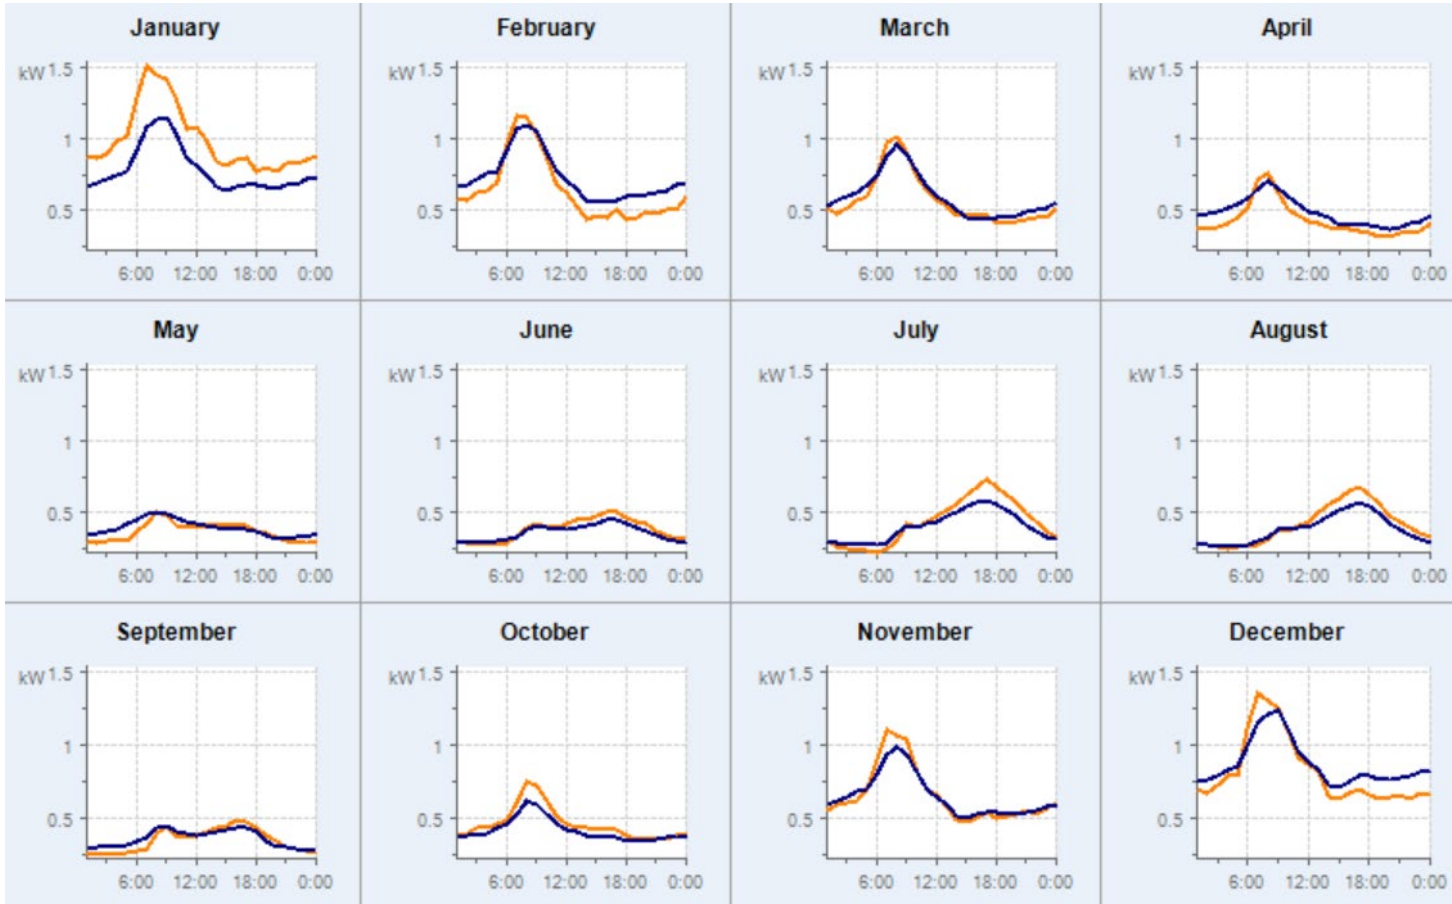 January February March April
kW 1.5 kW 1.5 kW 1.5 kW 1.5
1 1 1 1
0.5 0.5 0.5 0.5
6:00 12:00 18:00 0:00 6:00 12:00 18:00 0:00 6:00 12:00 18:00 0:00 6:00 12:00 18:00 0:00
May June July August
kW 1.5 kW 1.5 kW 1.5 kW 1.5
1 1 1 1
0.5 0.5 0.5 0.5
6:00 12:00 18:00 0:00 6:00 12:00 18:00 0:00 6:00 12:00 18:00 0:00 6:00 12:00 18:00 0:00
September October November December
kW 1.5 kW 1.5 kW 1.5 kW 1.5
1 1 1 1
0.5 0.5 0.5 0.5
6:00 12:00 18:00 0:00 6:00 12:00 18:00 0:00 6:00 12:00 18:00 0:00 6:00 12:00 18:00 0:00